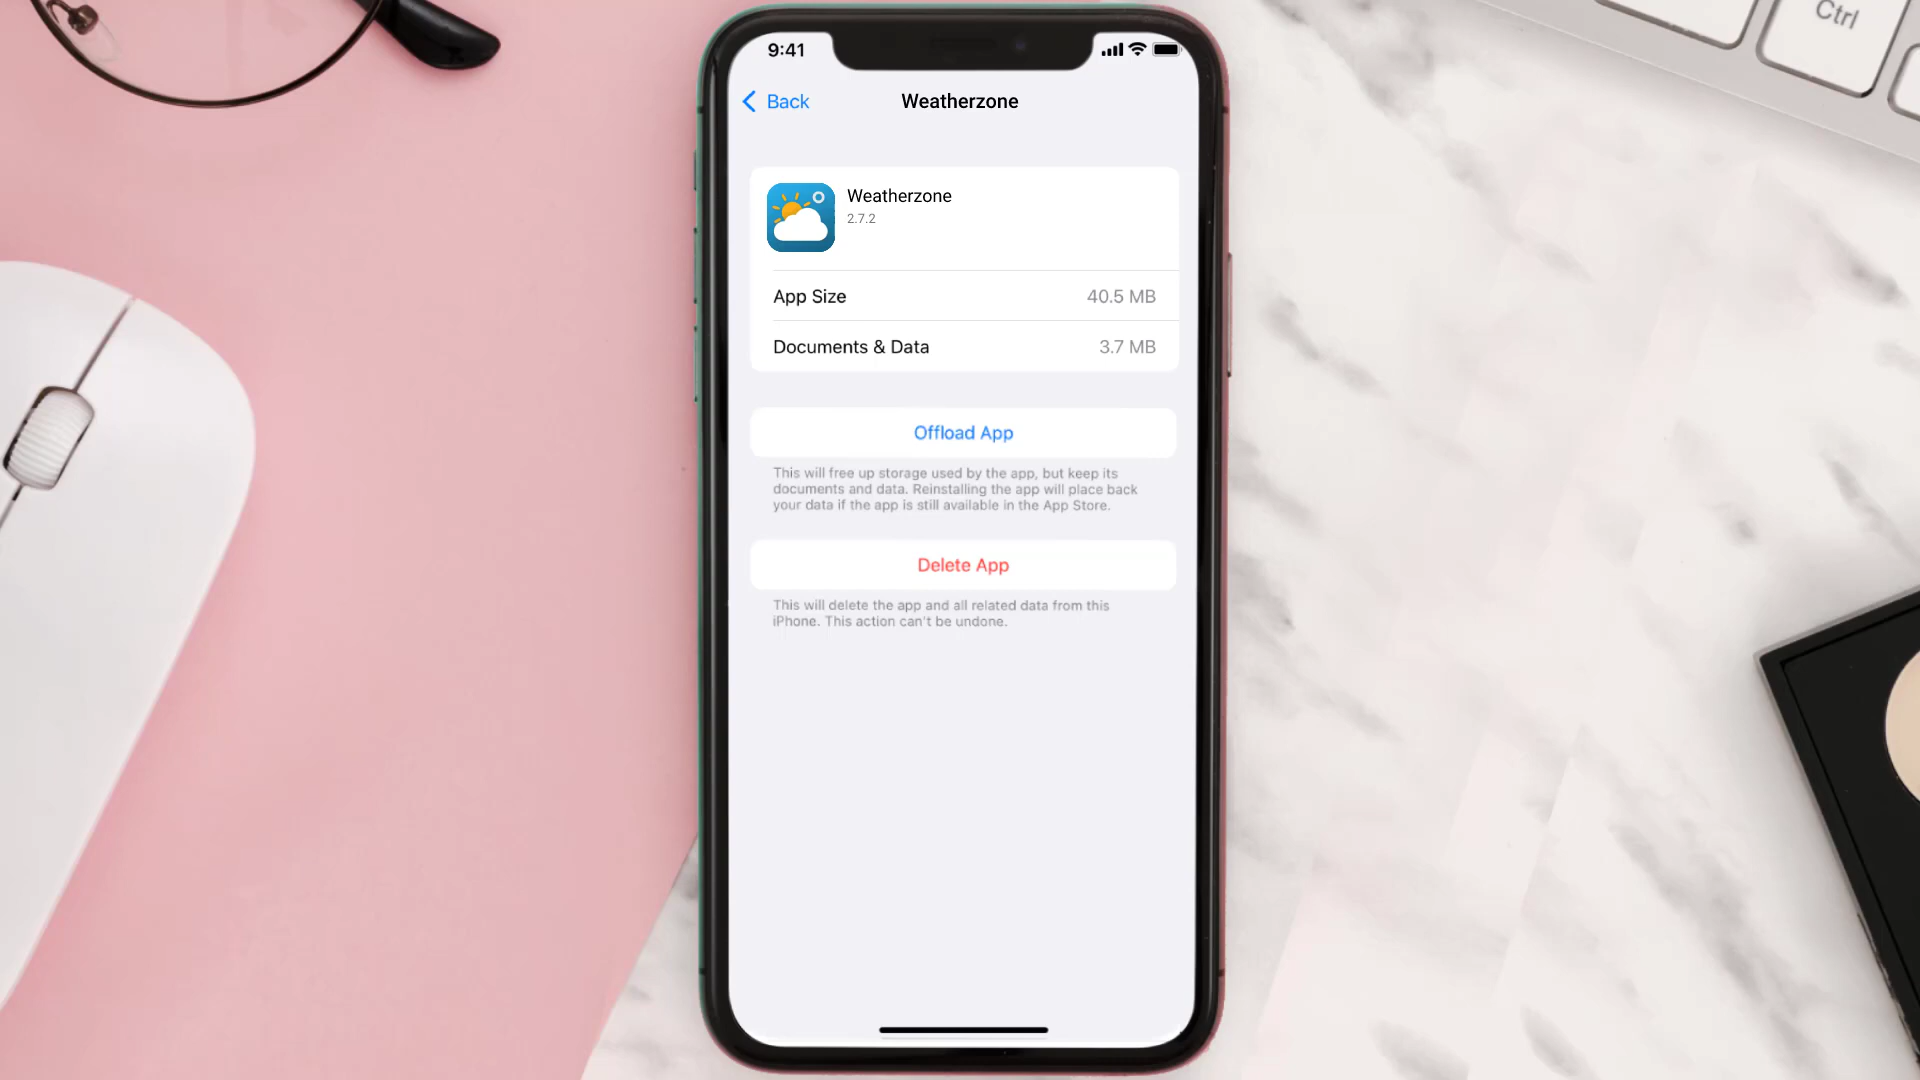 Ctrl
9:41
Back
Weatherzone
Weatherzone
2.7.2
App Size
40.5 MB
Documents & Data
3.7 MB
Offload App
This will free up storage used by the app, but keep its
documents and data. Reinstalling the app will place back
your data if the app is still available in the App Store.
Delete App
This will delete the app and all related data from this
iPhone. This action can't be undone.